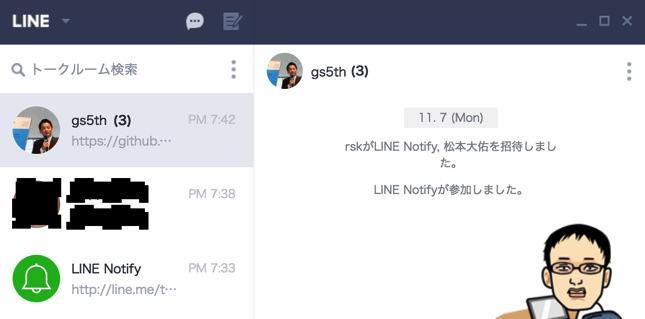 LINE
トークルーム検索
gs5th (3)
PM 7:42
https://github.…
PM 7:38
LINE Notify
PM 7:33
http://line.me/t…
gs5th (3)
11. 7 (Mon)
rskがLINE Notify, 松本大佑を招待しまし
た。
LINE Notifyが参加しました。